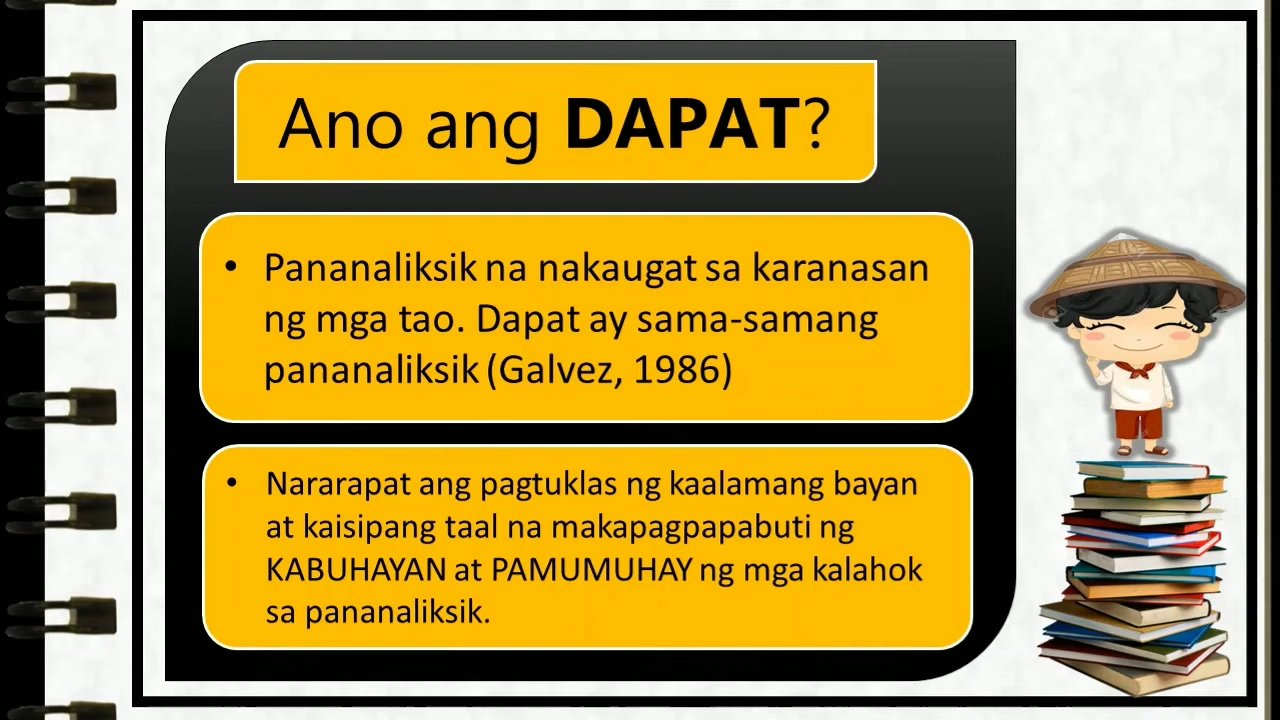 Ano ang DAPAT?
• Pananaliksik na nakaugat sa karanasan
ng mga tao. Dapat ay sama-samang
pananaliksik (Galvez, 1986)
• Nararapat ang pagtuklas ng kaalamang bayan
at kaisipang taal na makapagpapabuti ng
KABUHAYAN at PAMUMUHAY ng mga kalahok
sa pananaliksik.